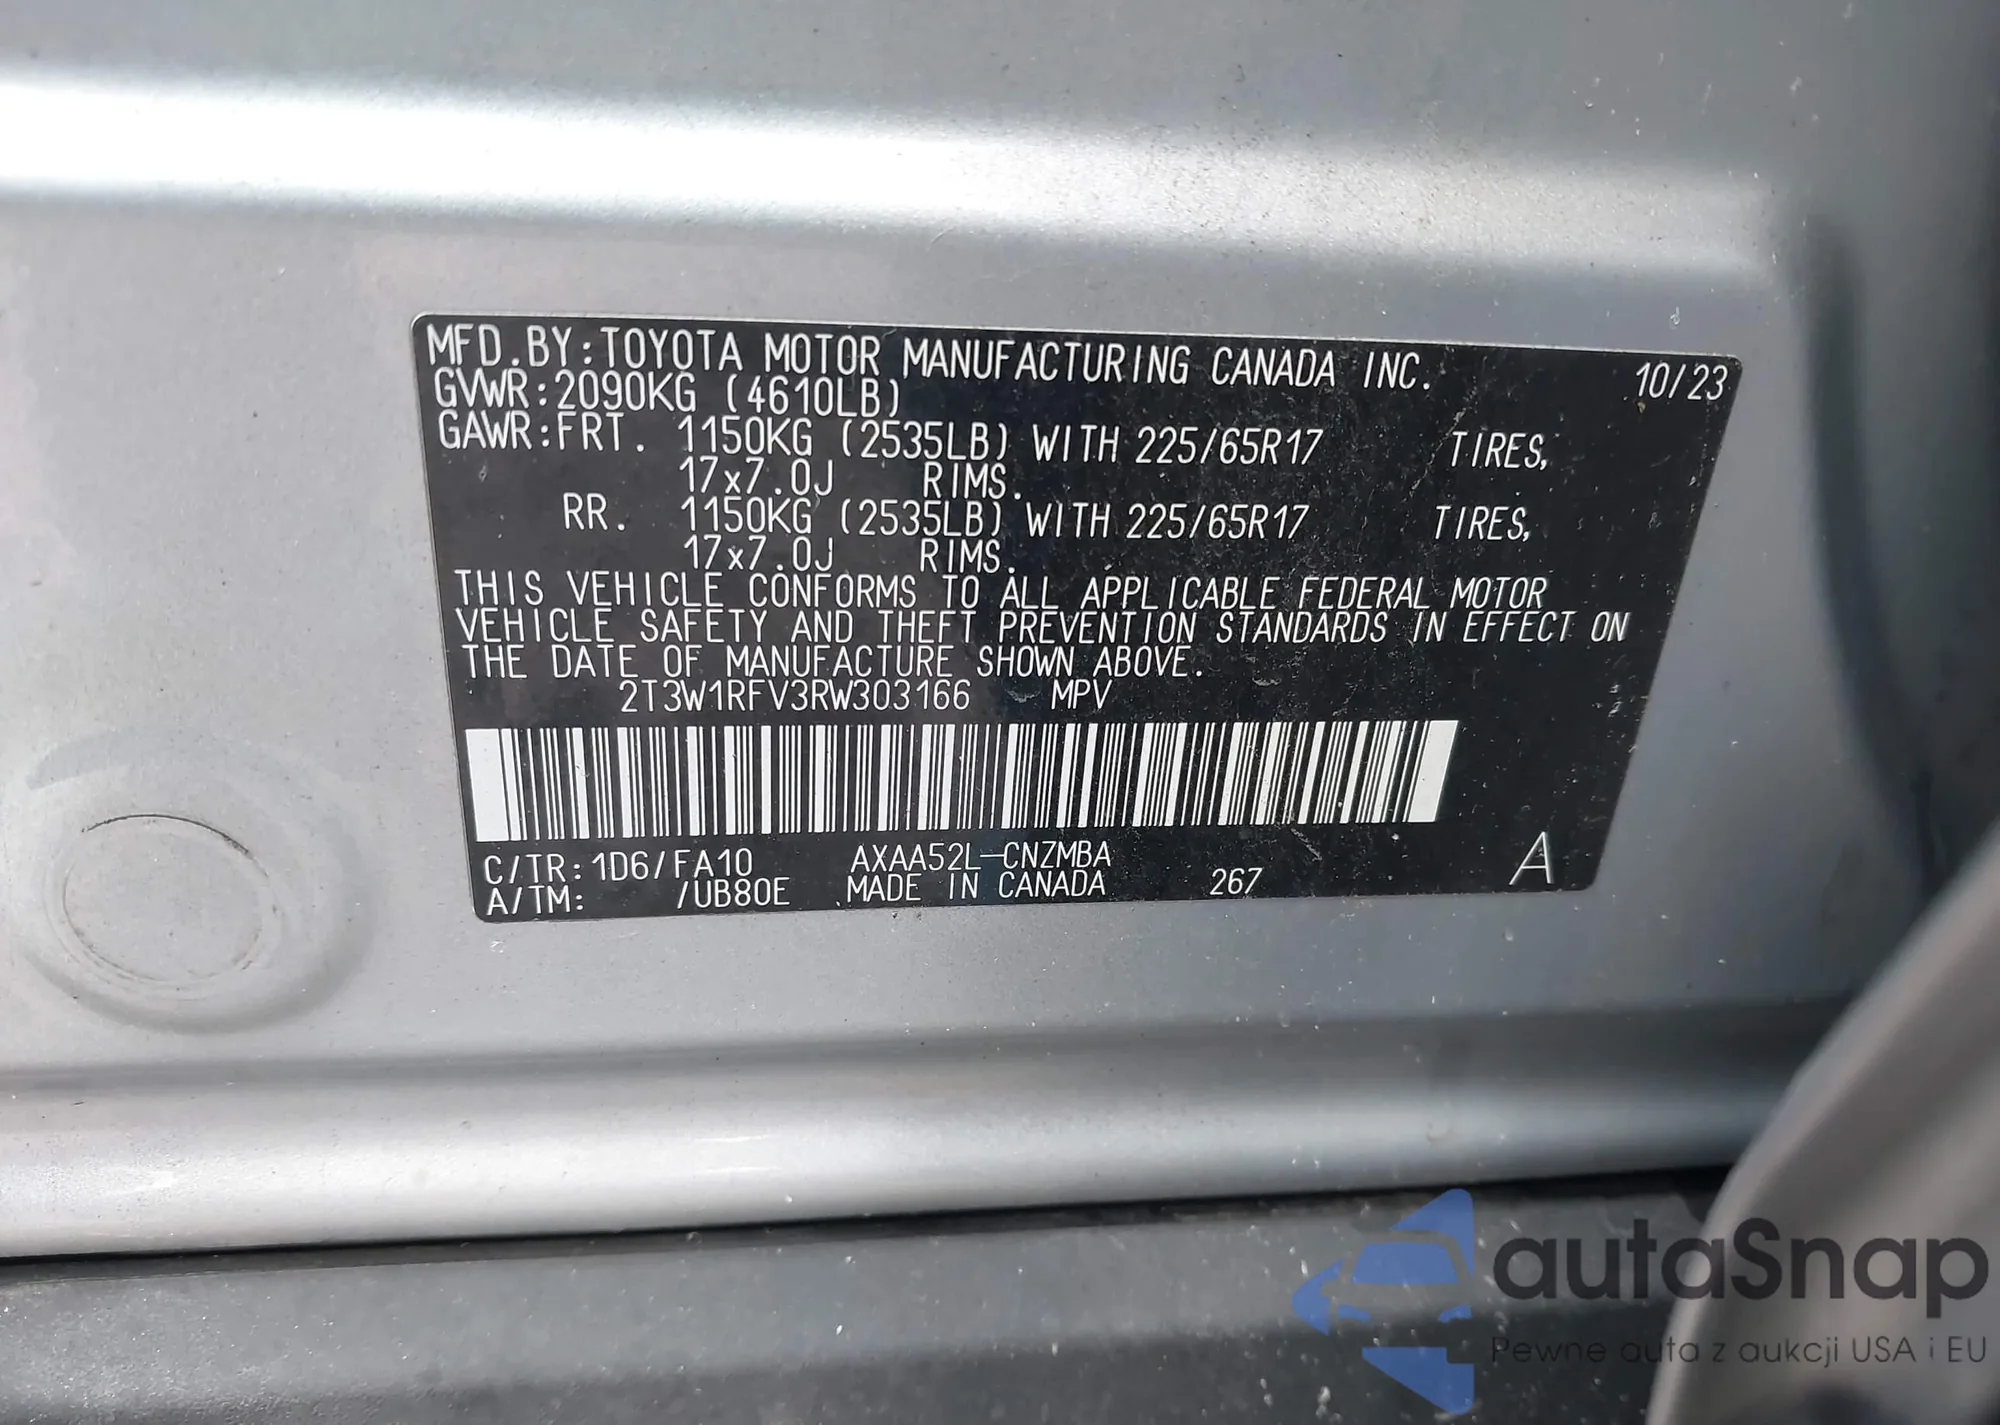 MFD.BY:TOYOTA MOTOR MANUFACTURING CANADA INC. 10/23
GVWR:2090KG (4610LB)
GAWR:FRT. 1150KG (2535LB) WITH 225/65R17 TIRES,
17x7.0J RIMS.
RR. 1150KG (2535LB) WITH 225/65R17 TIRES,
17x7.0J RIMS.
THIS VEHICLE CONFORMS TO ALL APPLICABLE FEDERAL MOTOR
VEHICLE SAFETY AND THEFT PREVENTION STANDARDS IN EFFECT ON
THE DATE OF MANUFACTURE SHOWN ABOVE.
2T3W1RFV3RW303166 MPV
C/TR:1D6/FA10 AXAA52L-CNZMBA
A/TM: /UB80E MADE IN CANADA 267 A
autoSnap
Pewne auta z aukcji USA i EU